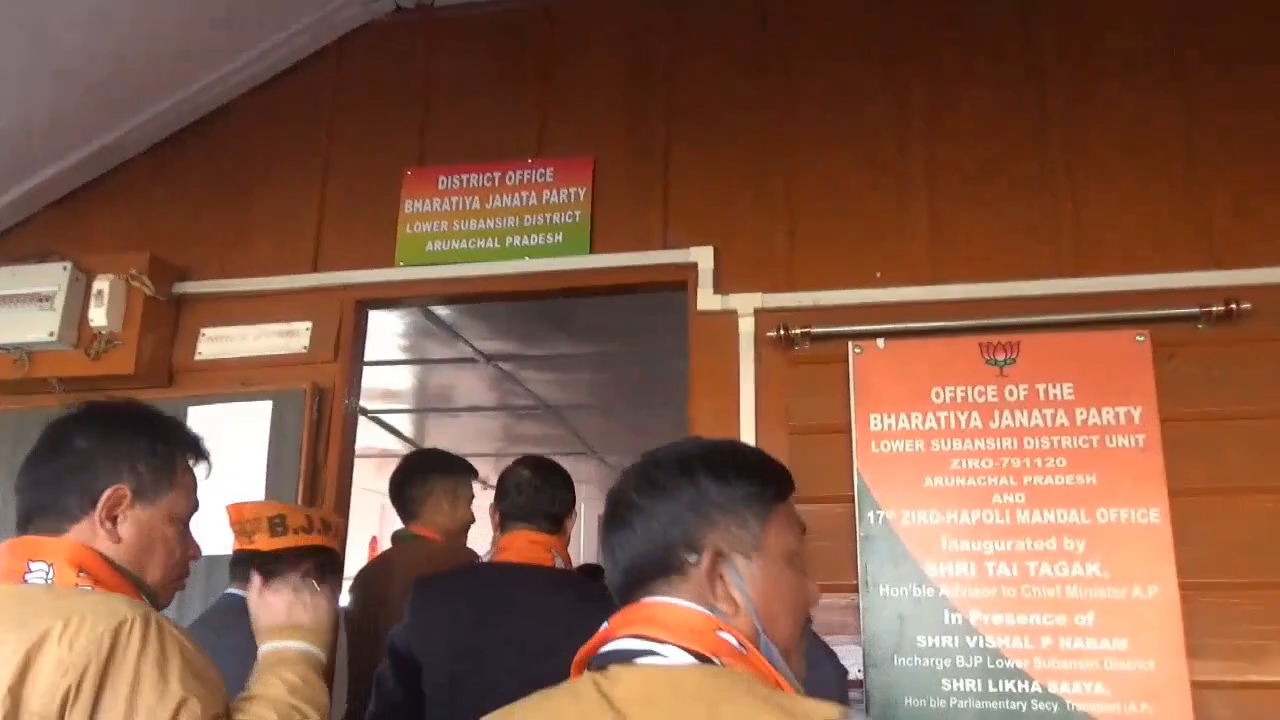 DISTRICT OFFICE
BHARATIYA JANATA PARTY
LOWER SUBANSIRI DISTRICT
ARUNACHAL PRADESH
B.J.P
OFFICE OF THE
BHARATIYA JANATA PARTY
LOWER SUBANSIRI DISTRICT UNIT
ZIRO-791120
ARUNACHAL PRADESH
AND
17th ZIRO-HAPOLI MANDAL OFFICE
Inaugurated by
SHRI TAI TAGAK,
Hon'ble Advisor to Chief Minister A.P
In Presence of
SHRI VISHAL P NABAM
Incharge BJP Lower Subansiri District
SHRI LIKHA SAAYA,
Hon'ble Parliamentary Secy. Transport (A.P.)